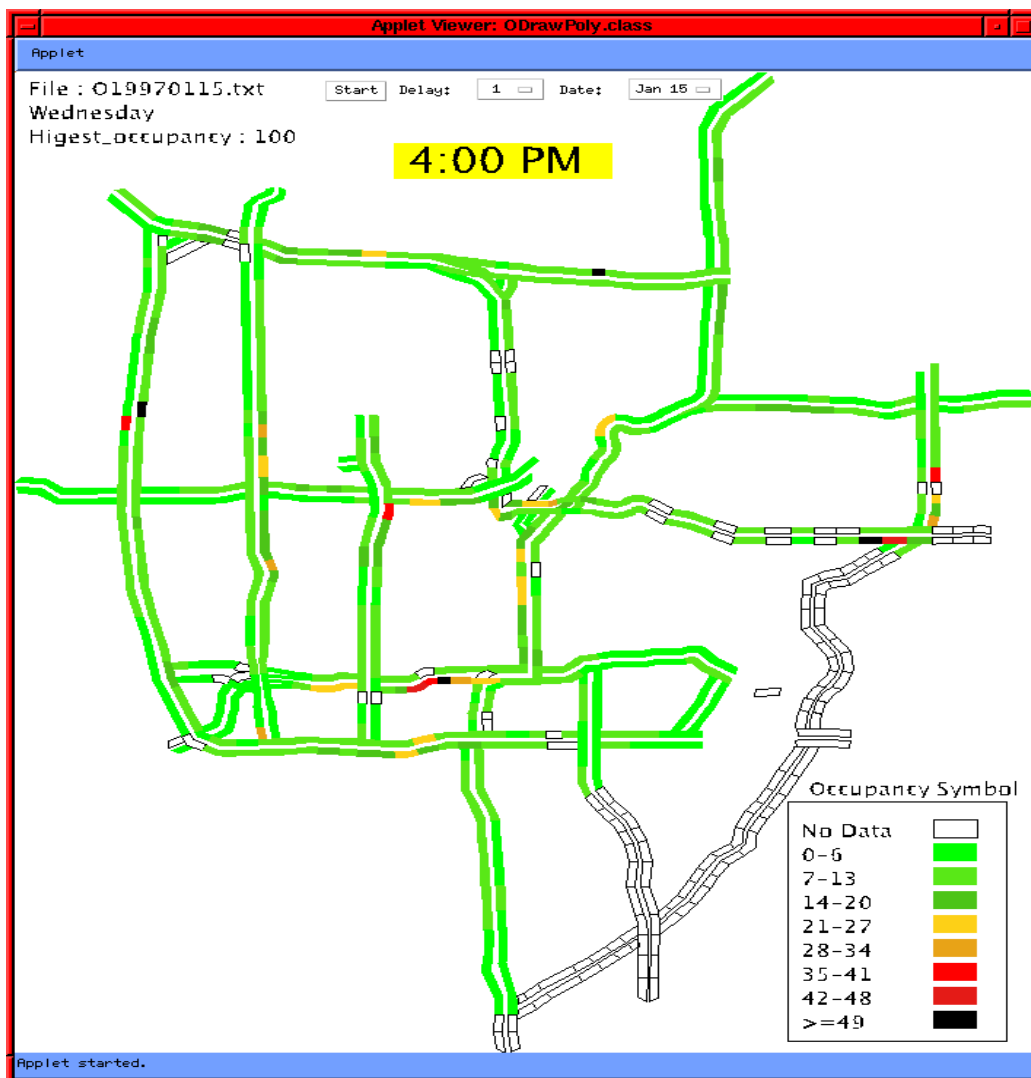 Applet Viewer: ODrawPoly.class
Applet
File : O19970115.txt
Start Delay: 1 Date: Jan 15
Wednesday
Higest_occupancy : 100
4:00 PM
Occupancy Symbol
No Data
0-6
7-13
14-20
21-27
28-34
35-41
42-48
>=49
Applet started.